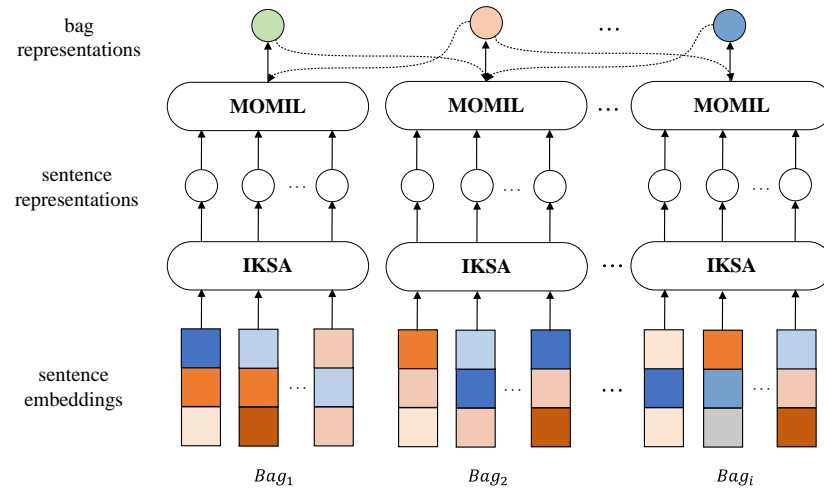 bag
representations
...
MOMIL
MOMIL
...
MOMIL
sentence
representations
...
...
...
IKSA
IKSA
...
IKSA
sentence
embeddings
...
...
...
...
Bag₁
Bag₂
Bagᵢ